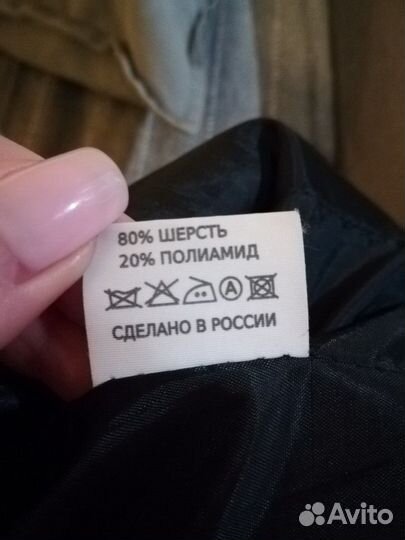 80% ШЕРСТЬ
20% ПОЛИАМИД
A
СДЕЛАНО В РОССИИ
Avito